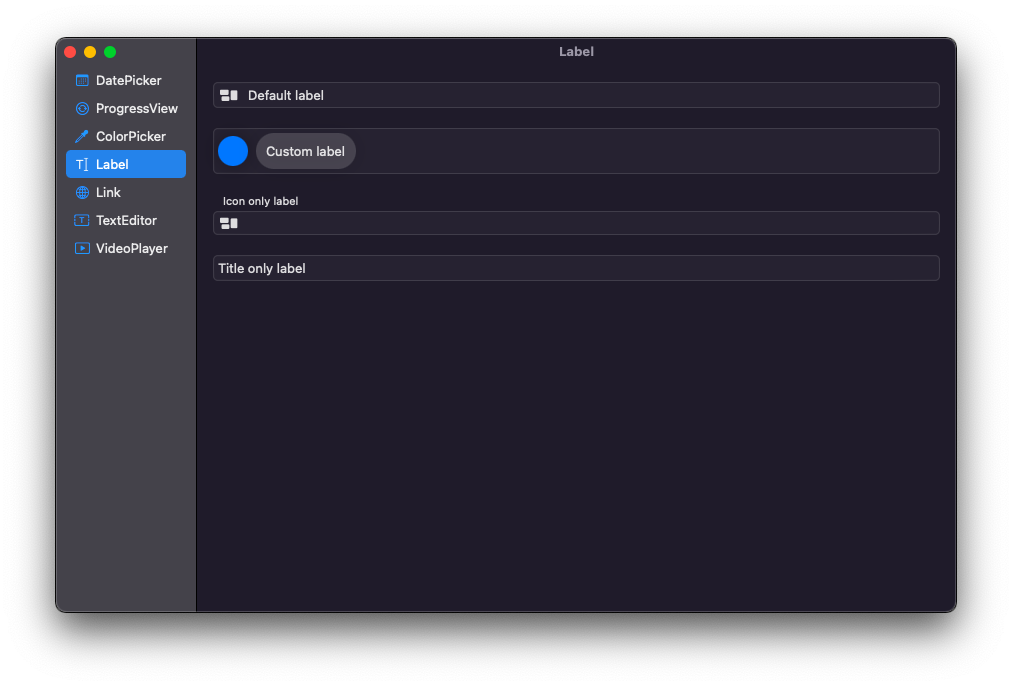 Label
DatePicker
ProgressView
ColorPicker
Label
Link
TextEditor
VideoPlayer
Default label
Custom label
Icon only label
Title only label